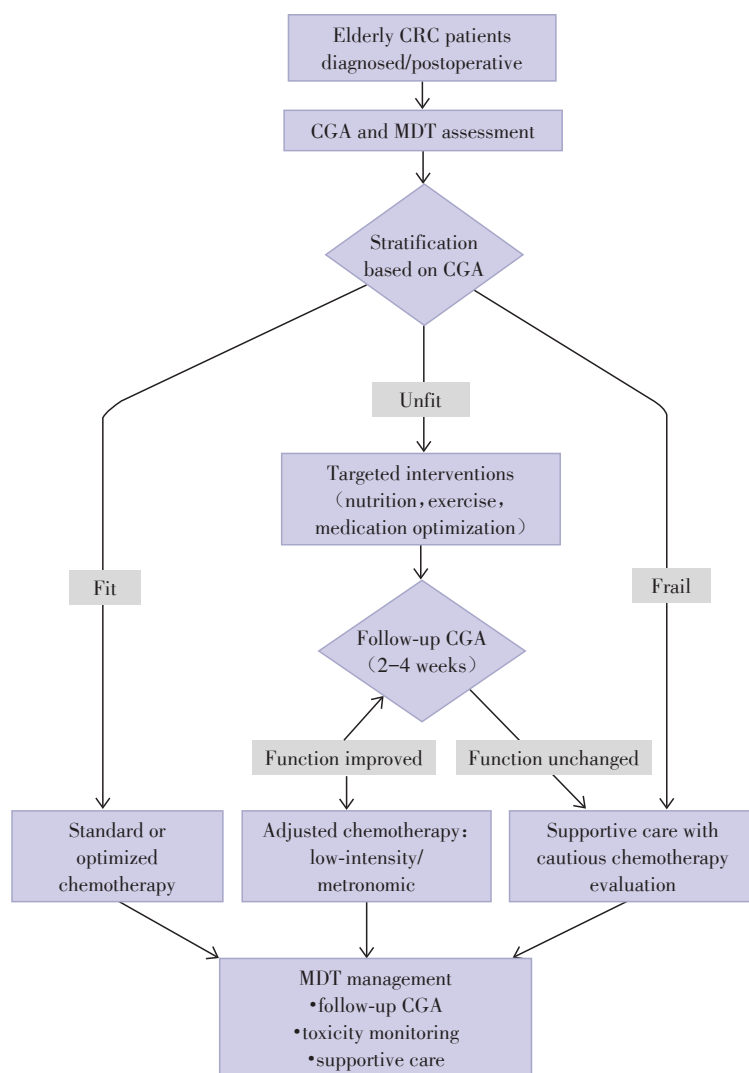 Elderly CRC patients
diagnosed/postoperative
CGA and MDT assessment
Stratification
based on CGA
Unfit
Targeted interventions
（nutrition,exercise,
medication optimization）
Fit
Frail
Follow-up CGA
（2-4 weeks）
Function improved
Function unchanged
Standard or
optimized
chemotherapy
Adjusted chemotherapy：
low-intensity/
metronomic
Supportive care with
cautious chemotherapy
evaluation
MDT management
•follow-up CGA
•toxicity monitoring
•supportive care